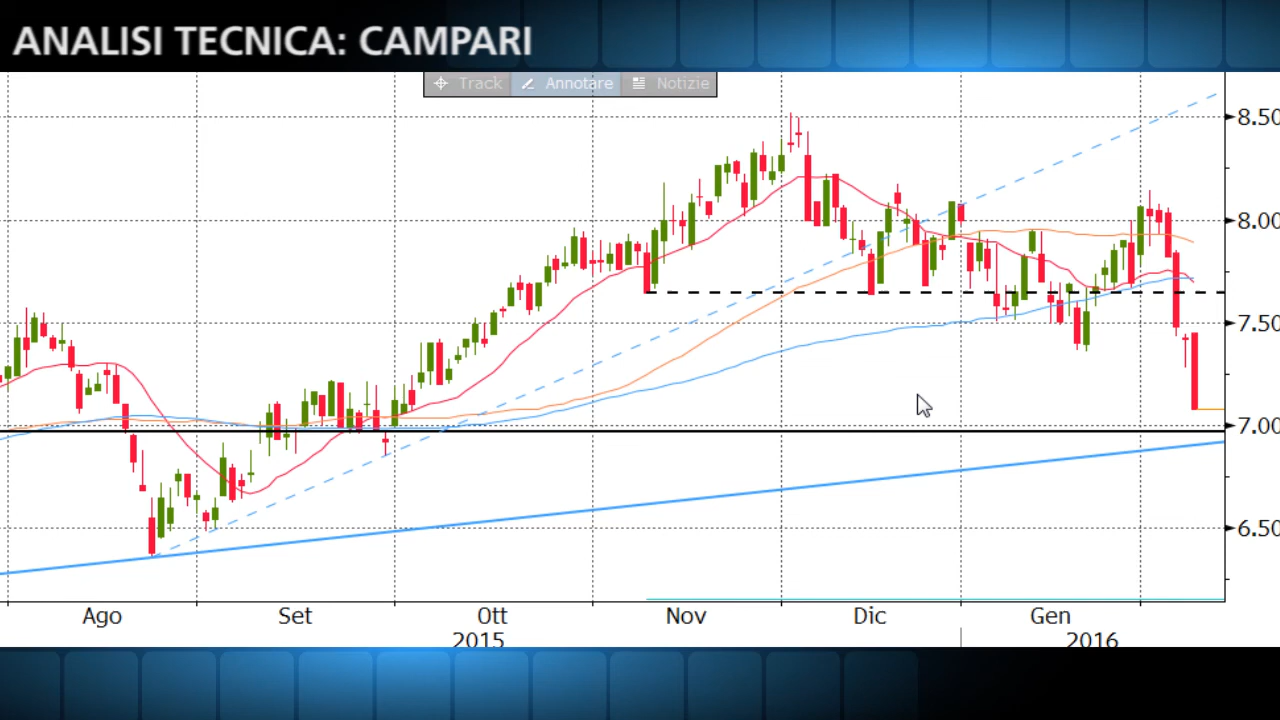 ANALISI TECNICA: CAMPARI
Track Annotare Notizie
8.50
8.00
7.50
7.00
6.50
Ago Set Ott Nov Dic Gen
2015 2016